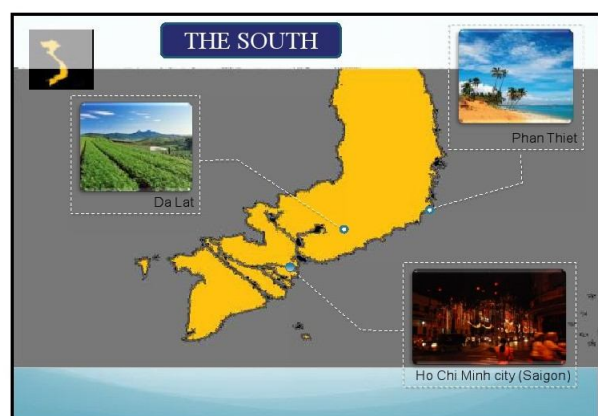 THE SOUTH
Phan Thiet
Da Lat
Ho Chi Minh city (Saigon)